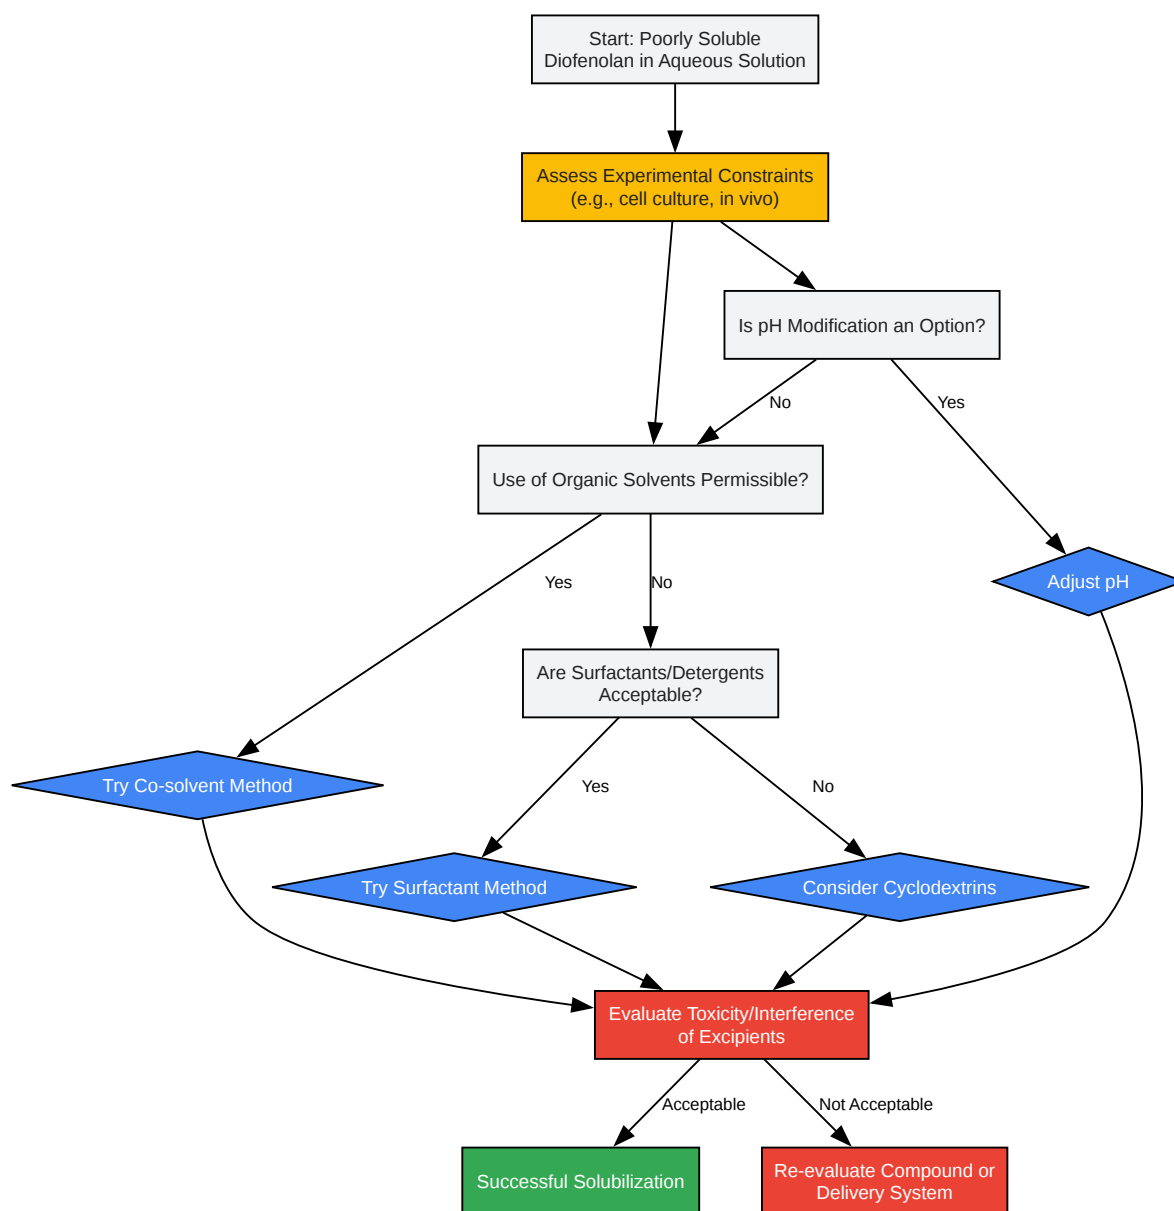 Start: Poorly Soluble
Diofenolan in Aqueous Solution
Assess Experimental Constraints
(e.g., cell culture, in vivo)
Is pH Modification an Option?
No
Yes
Use of Organic Solvents Permissible?
Yes
No
Adjust pH
Are Surfactants/Detergents
Acceptable?
Try Co-solvent Method
Yes
No
Try Surfactant Method
Consider Cyclodextrins
Evaluate Toxicity/Interference
of Excipients
Acceptable
Not Acceptable
Successful Solubilization
Re-evaluate Compound or
Delivery System